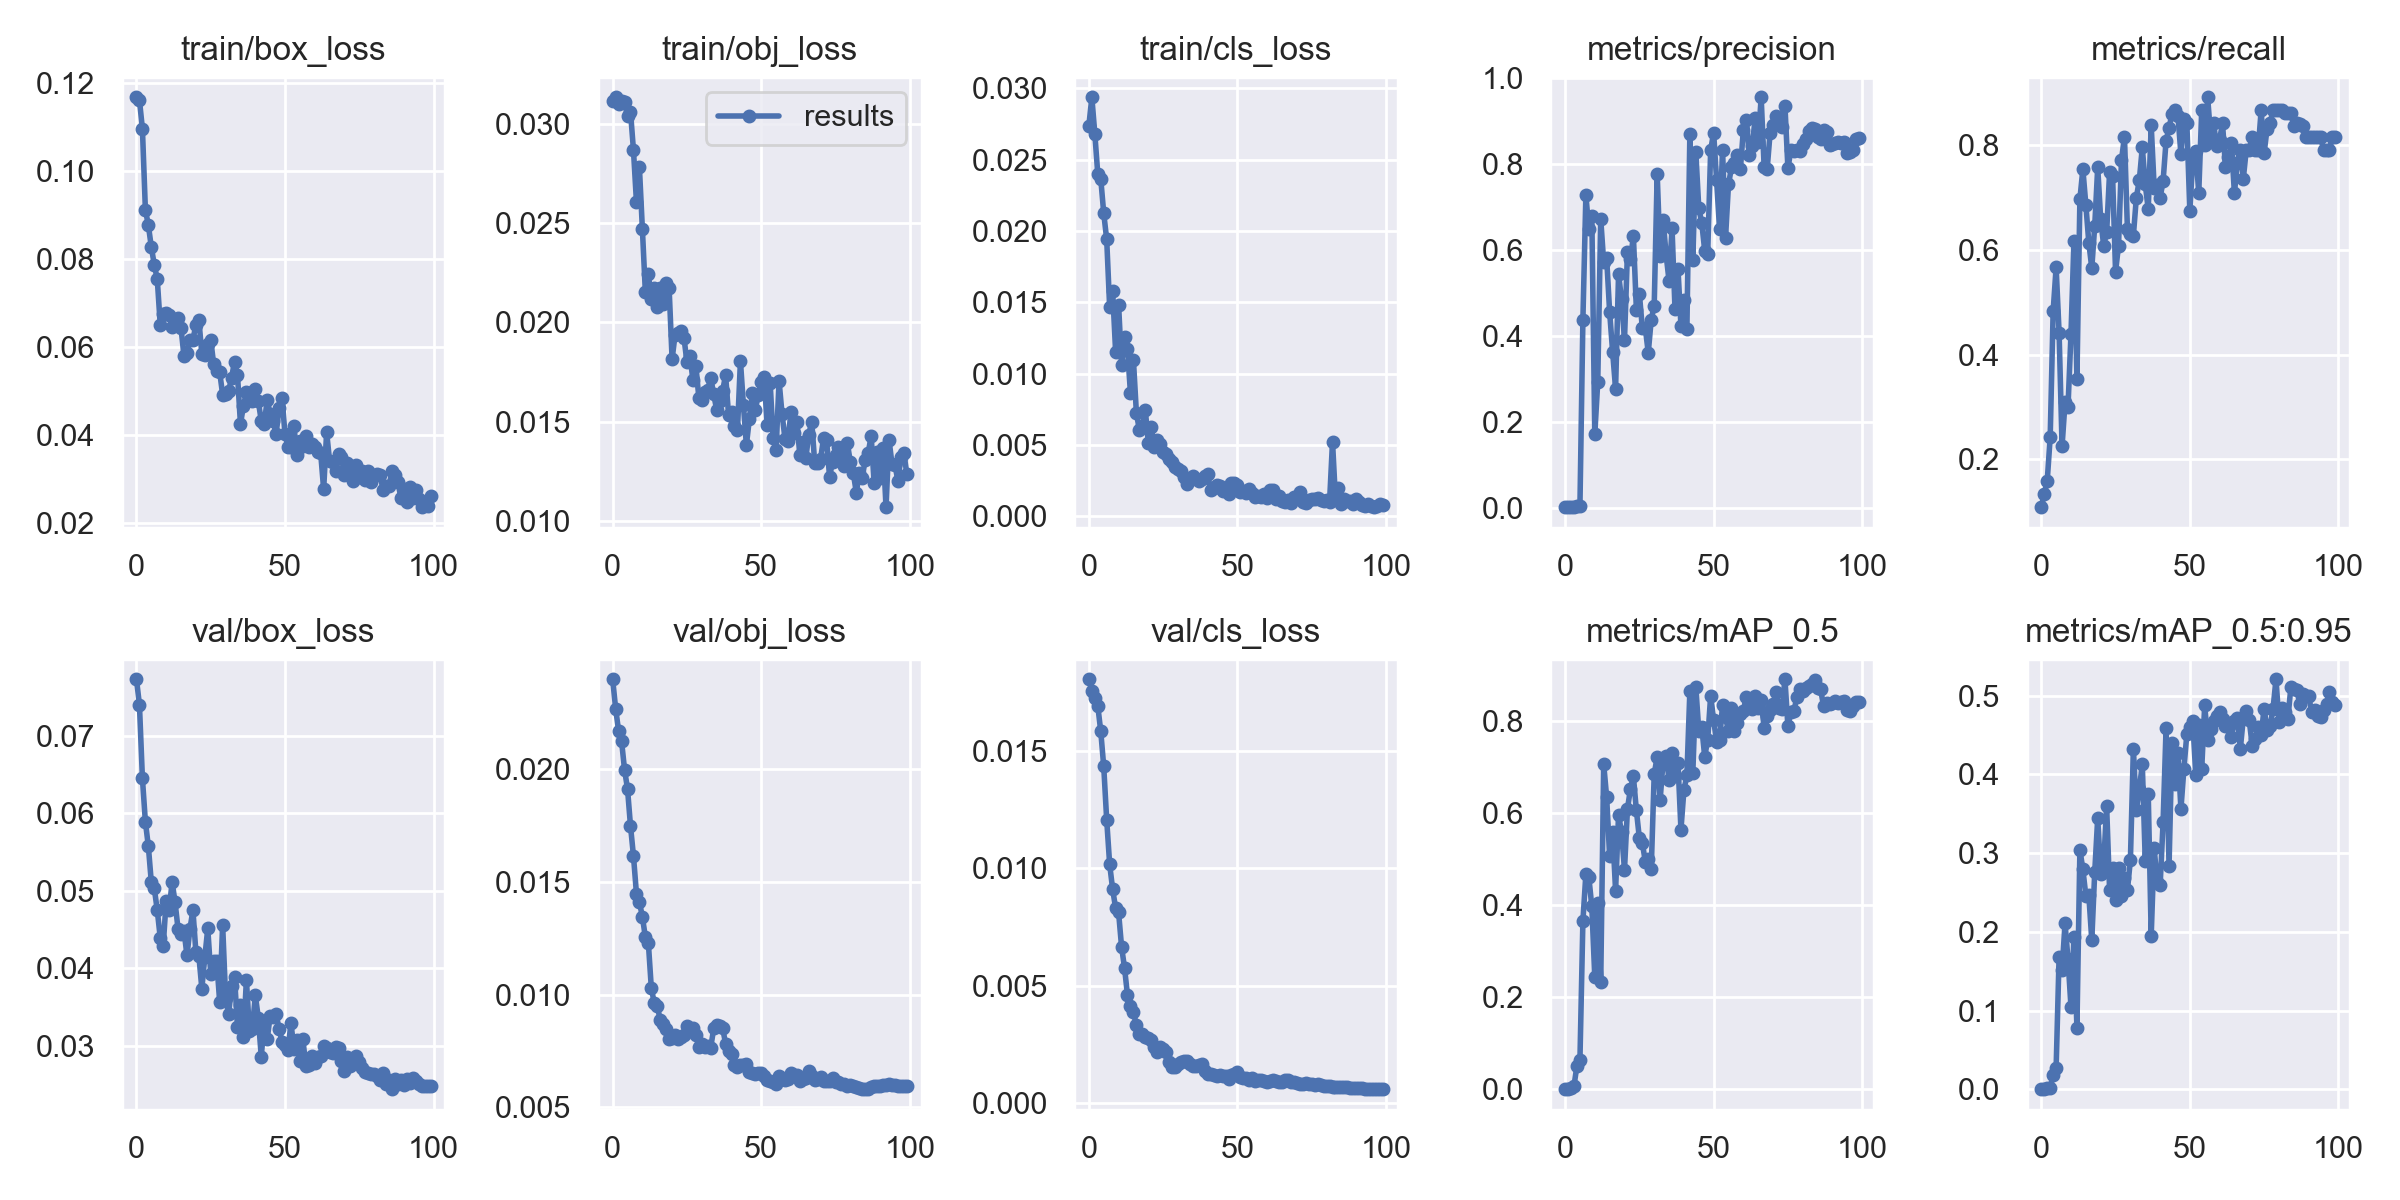 train/box_loss
0.12
0.10
0.08
0.06
0.04
0.02
0 50 100
train/obj_loss
results
0.030
0.025
0.020
0.015
0.010
0 50 100
train/cls_loss
0.030
0.025
0.020
0.015
0.010
0.005
0.000
0 50 100
metrics/precision
1.0
0.8
0.6
0.4
0.2
0.0
0 50 100
metrics/recall
0.8
0.6
0.4
0.2
0 50 100
val/box_loss
0.07
0.06
0.05
0.04
0.03
0 50 100
val/obj_loss
0.020
0.015
0.010
0.005
0 50 100
val/cls_loss
0.015
0.010
0.005
0.000
0 50 100
metrics/mAP_0.5
0.8
0.6
0.4
0.2
0.0
0 50 100
metrics/mAP_0.5:0.95
0.5
0.4
0.3
0.2
0.1
0.0
0 50 100